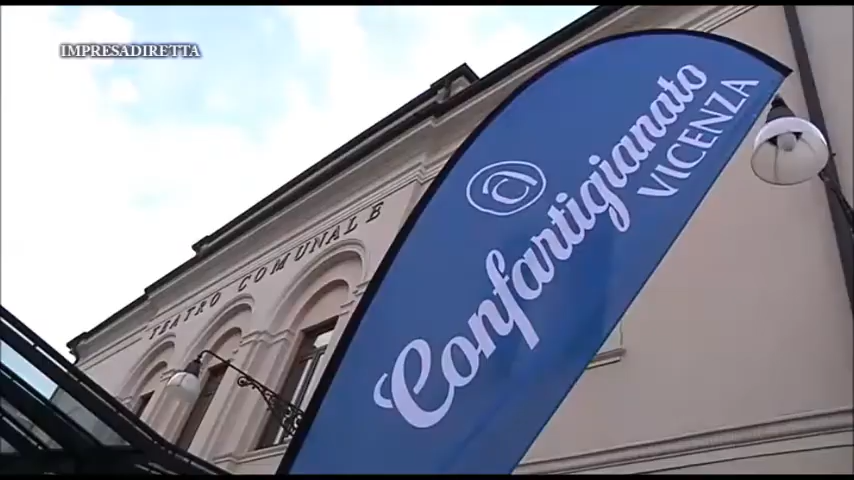 IMPRESADIRETTA
TEATRO COMUNALE
Confartigianato
VICENZA